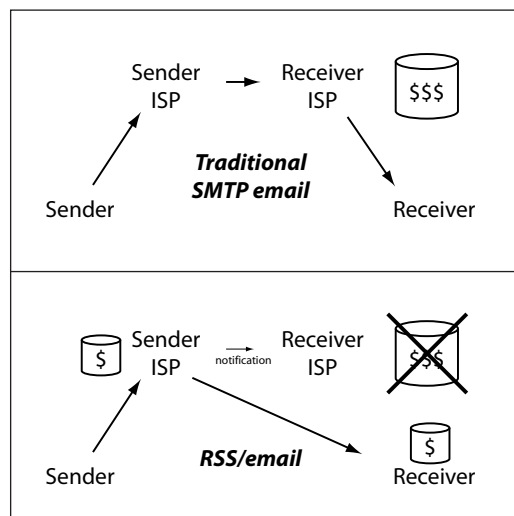 Sender
ISP
Receiver
ISP
$$$
Traditional
SMTP email
Sender
Receiver
$
Sender
ISP
notification
Receiver
ISP
$$$
$
RSS/email
Sender
Receiver